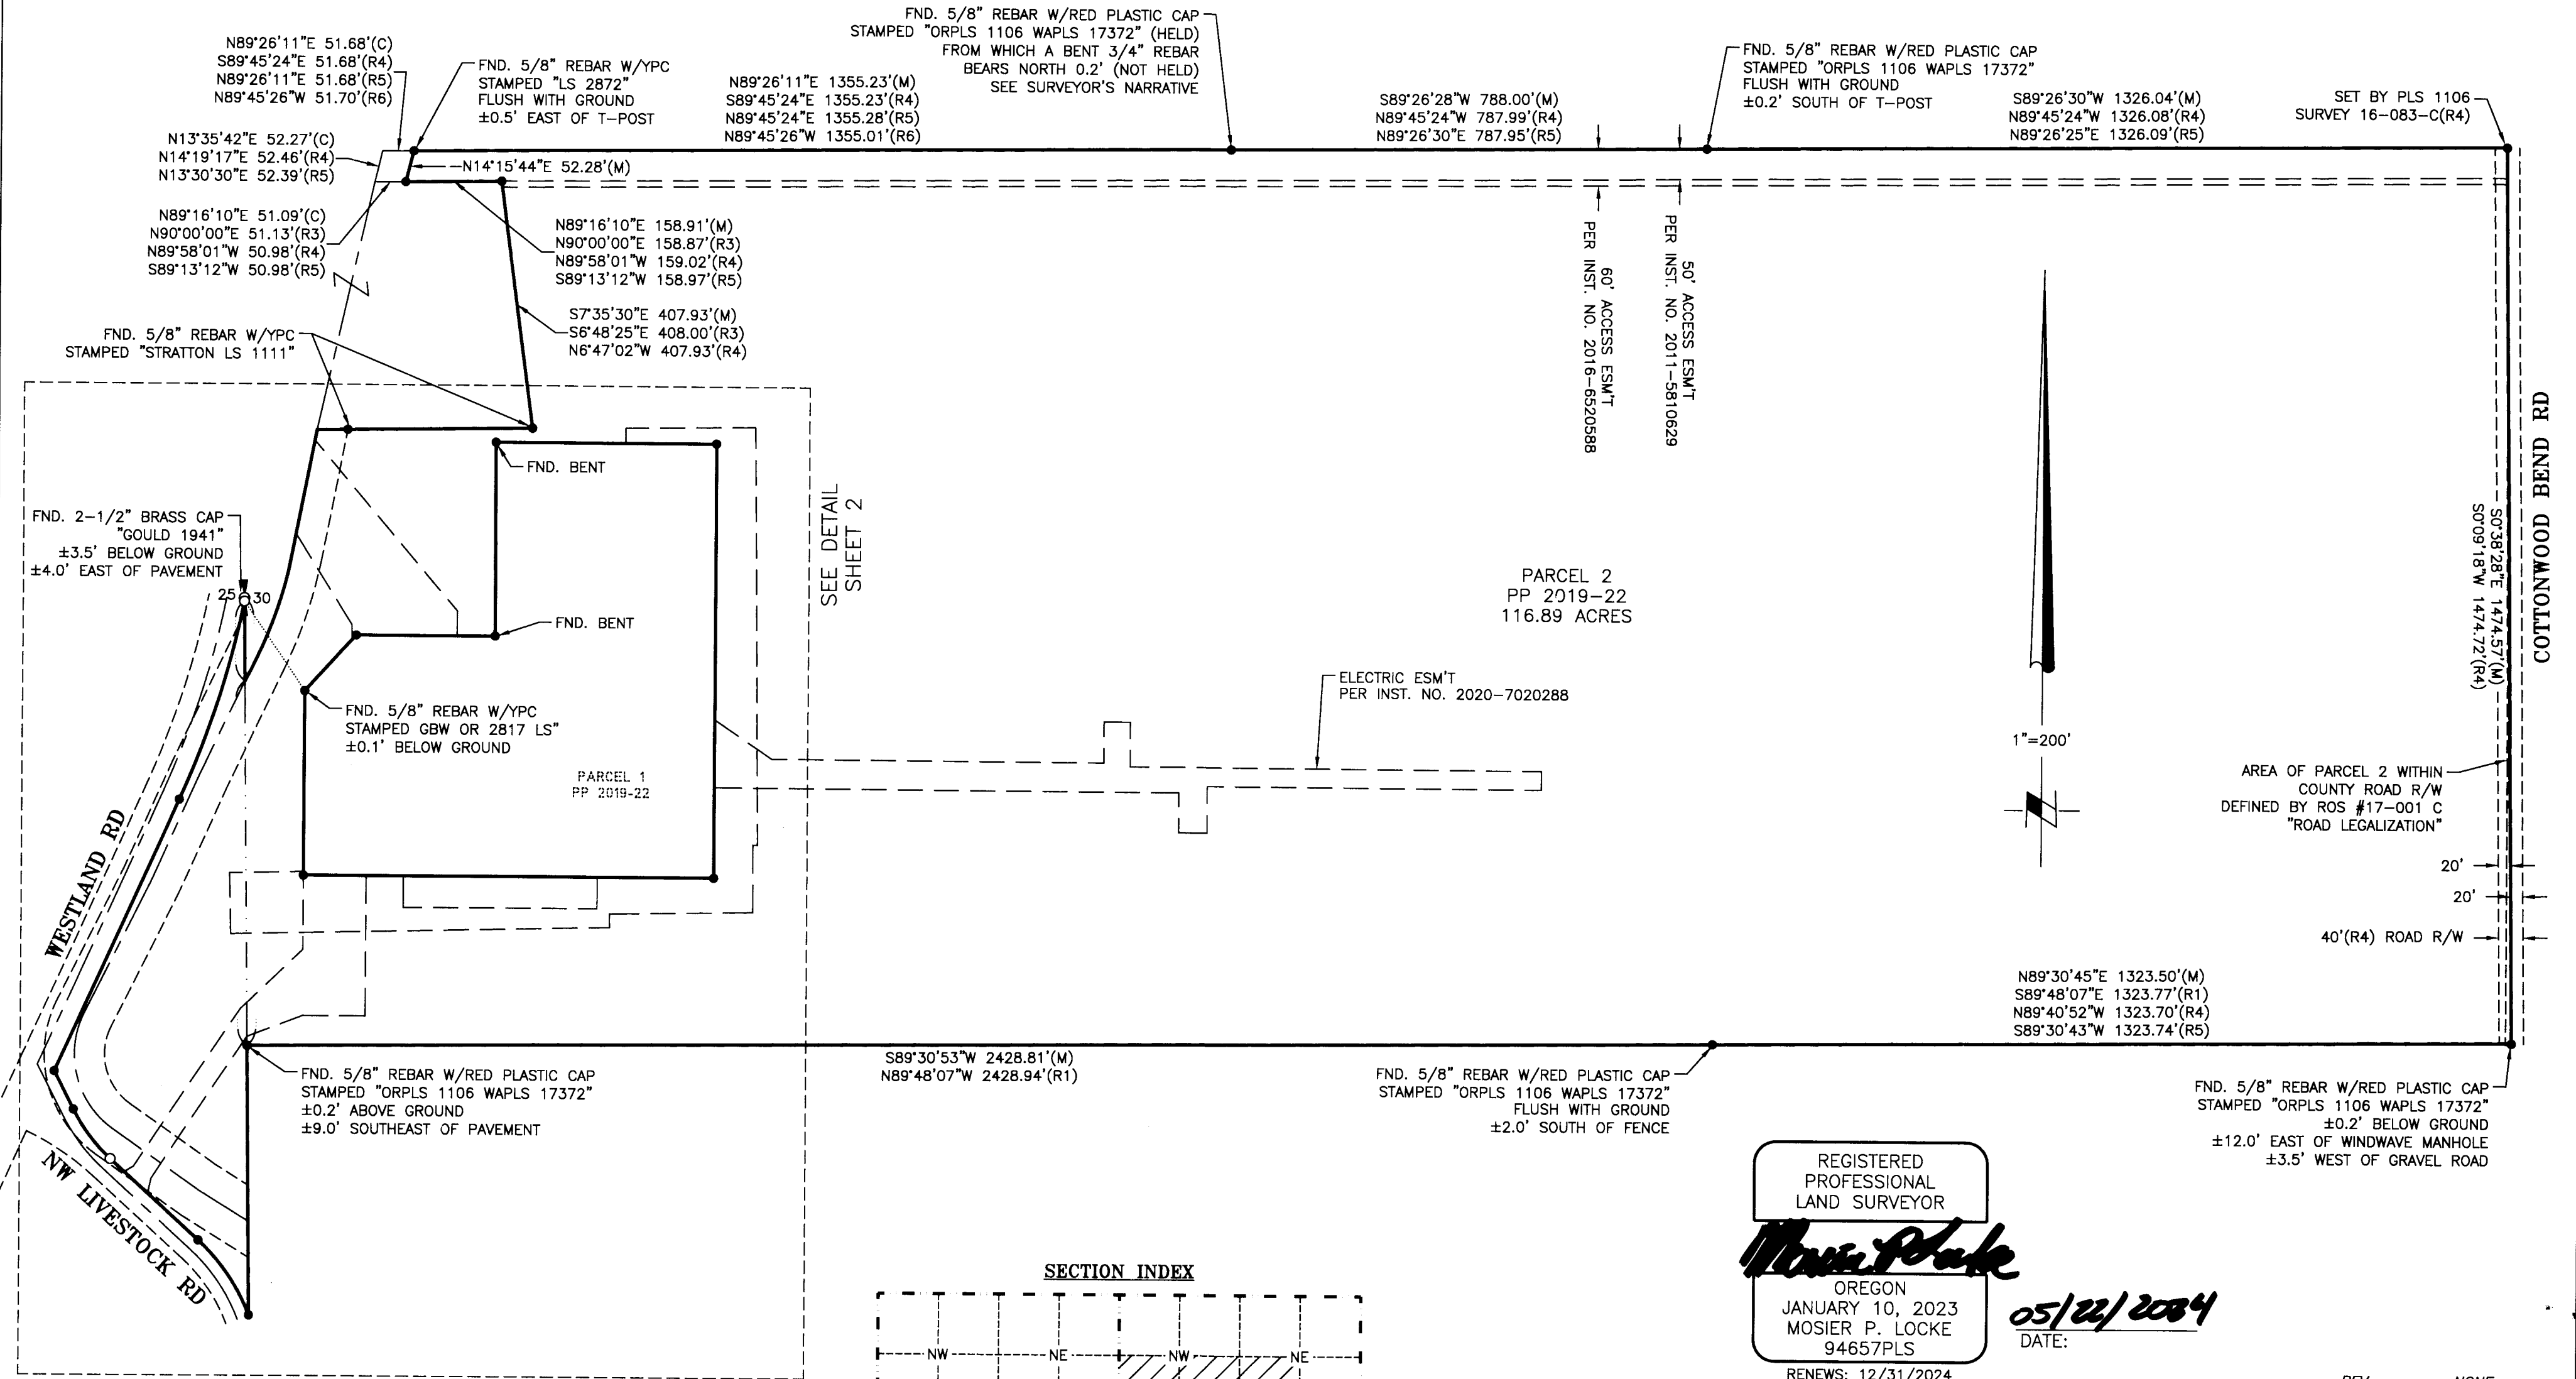 N89°26'11"E 51.68'(C)
S89°45'24"E 51.68'(R4)
N89°26'11"E 51.68'(R5)
N89°45'26"W 51.70'(R6)
FND. 5/8" REBAR W/YPC
STAMPED "LS 2872"
FLUSH WITH GROUND
±0.5' EAST OF T-POST
N89°26'11"E 1355.23'(M)
S89°45'24"E 1355.23'(R4)
N89°45'24"E 1355.28'(R5)
N89°45'26"W 1355.01'(R6)
FND. 5/8" REBAR W/RED PLASTIC CAP
STAMPED "ORPLS 1106 WAPLS 17372" (HELD)
FROM WHICH A BENT 3/4" REBAR
BEARS NORTH 0.2' (NOT HELD)
SEE SURVEYOR'S NARRATIVE
S89°26'28"W 788.00'(M)
N89°45'24"W 787.99'(R4)
N89°26'30"E 787.95'(R5)
FND. 5/8" REBAR W/RED PLASTIC CAP
STAMPED "ORPLS 1106 WAPLS 17372"
FLUSH WITH GROUND
±0.2' SOUTH OF T-POST
S89°26'30"W 1326.04'(M)
N89°45'24"W 1326.08'(R4)
N89°26'25"E 1326.09'(R5)
SET BY PLS 1106
SURVEY 16-083-C(R4)
N13°35'42"E 52.27'(C)
N14°19'17"E 52.46'(R4)
N13°30'30"E 52.39'(R5)
N14°15'44"E 52.28'(M)
N89°16'10"E 51.09'(C)
N90°00'00"E 51.13'(R3)
N89°58'01"W 50.98'(R4)
S89°13'12"W 50.98'(R5)
N89°16'10"E 158.91'(M)
N90°00'00"E 158.87'(R3)
N89°58'01"W 159.02'(R4)
S89°13'12"W 158.97'(R5)
S7°35'30"E 407.93'(M)
S6°48'25"E 408.00'(R3)
N6°47'02"W 407.93'(R4)
FND. 5/8" REBAR W/YPC
STAMPED "STRATTON LS 1111"
60' ACCESS ESM'T
PER INST. NO. 2016-6520588
50' ACCESS ESM'T
PER INST. NO. 2011-5810629
FND. BENT
FND. 2-1/2" BRASS CAP
"GOULD 1941"
±3.5' BELOW GROUND
±4.0' EAST OF PAVEMENT
25 30
FND. BENT
SEE DETAIL
SHEET 2
FND. 5/8" REBAR W/YPC
STAMPED GBW OR 2817 LS"
±0.1' BELOW GROUND
PARCEL 1
PP 2019-22
PARCEL 2
PP 2019-22
116.89 ACRES
ELECTRIC ESM'T
PER INST. NO. 2020-7020288
1"=200'
S0°38'28"E 1474.57'(M)
S0°09'18"W 1474.72'(R4)
COTTONWOOD BEND RD
AREA OF PARCEL 2 WITHIN
COUNTY ROAD R/W
DEFINED BY ROS #17-001 C
"ROAD LEGALIZATION"
20'
20'
40'(R4) ROAD R/W
WESTLAND RD
NW LIVESTOCK RD
N89°30'45"E 1323.50'(M)
S89°48'07"E 1323.77'(R1)
N89°40'52"W 1323.70'(R4)
S89°30'43"W 1323.74'(R5)
S89°30'53"W 2428.81'(M)
N89°48'07"W 2428.94'(R1)
FND. 5/8" REBAR W/RED PLASTIC CAP
STAMPED "ORPLS 1106 WAPLS 17372"
±0.2' ABOVE GROUND
±9.0' SOUTHEAST OF PAVEMENT
FND. 5/8" REBAR W/RED PLASTIC CAP
STAMPED "ORPLS 1106 WAPLS 17372"
FLUSH WITH GROUND
±2.0' SOUTH OF FENCE
FND. 5/8" REBAR W/RED PLASTIC CAP
STAMPED "ORPLS 1106 WAPLS 17372"
±0.2' BELOW GROUND
±12.0' EAST OF WINDWAVE MANHOLE
±3.5' WEST OF GRAVEL ROAD
REGISTERED
PROFESSIONAL
LAND SURVEYOR
OREGON
JANUARY 10, 2023
MOSIER P. LOCKE
94657PLS
RENEWS: 12/31/2024
05/22/2024
DATE:
SECTION INDEX
NW NE NW NE